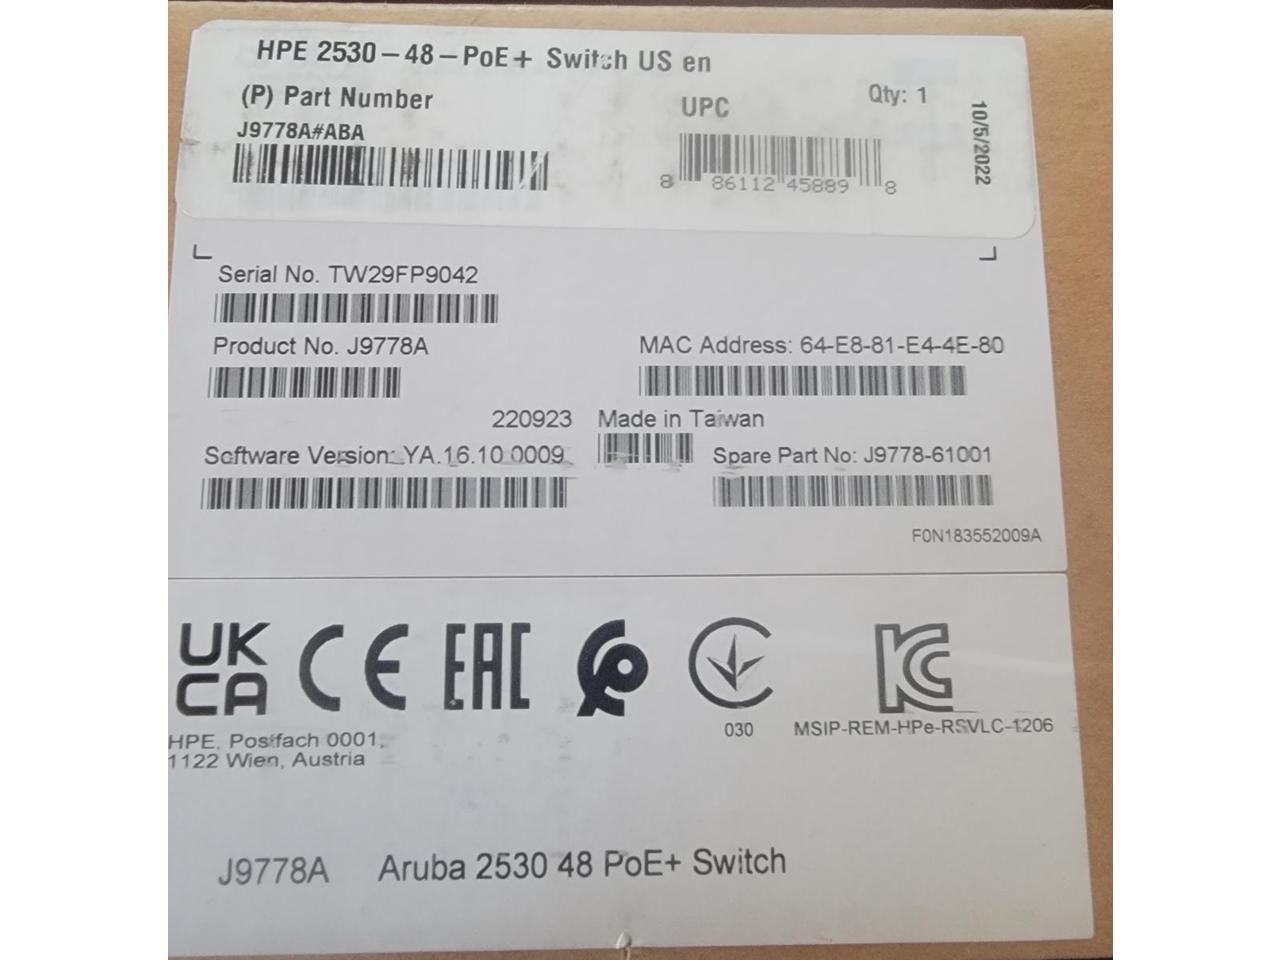 HPE 2530-48-PoE+ Switch US en
(P) Part Number
J9778A#ABA
UPC
Qty: 1
10/5/2022
8 86112 45889 8
Serial No. TW29FP9042
Product No. J9778A
MAC Address: 64-E8-81-E4-4E-80
220923 Made in Taiwan
Software Version: YA.16.10.0009
Spare Part No: J9778-61001
F0N183552009A
UK
CA
CE
EAC
030
MSIP-REM-HPe-RSVLC-1206
HPE, Postfach 0001,
1122 Wien, Austria
J9778A Aruba 2530 48 PoE+ Switch